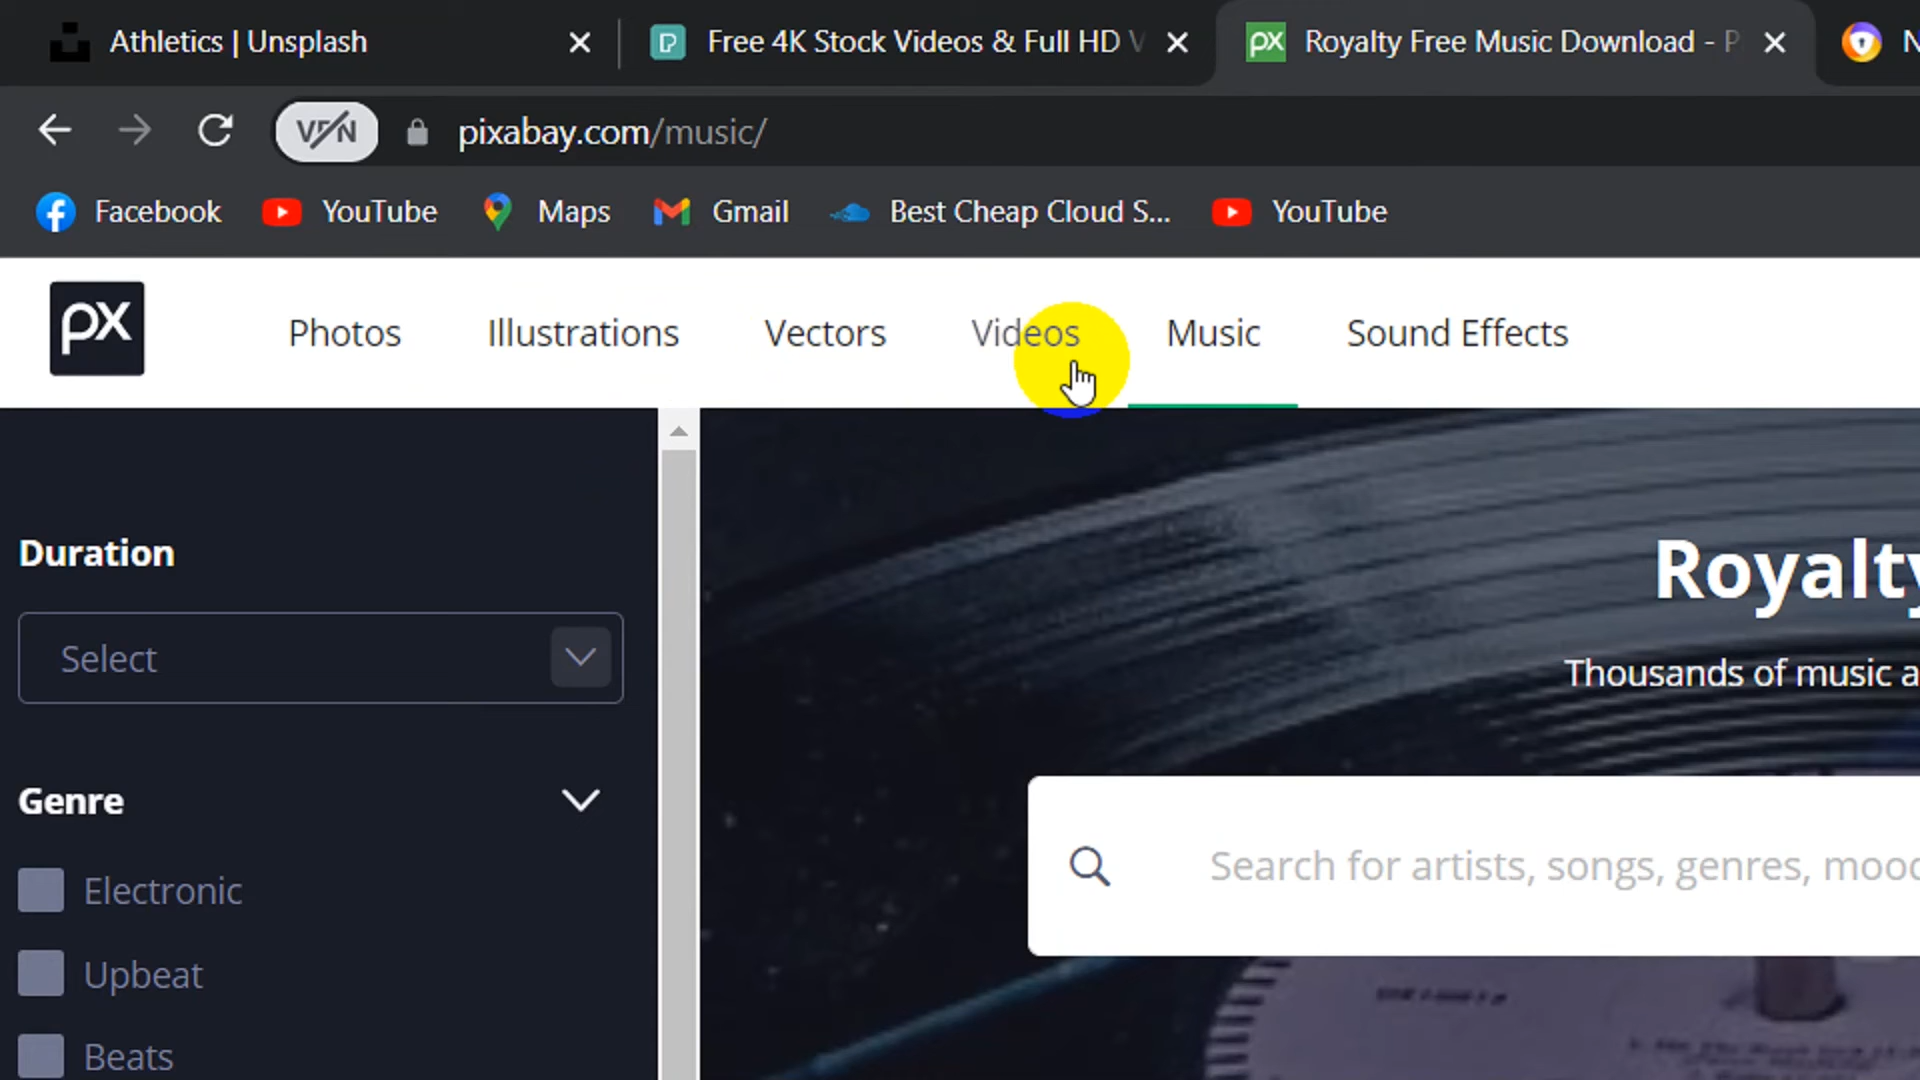 Athletics | Unsplash
Free 4K Stock Videos & Full HD V
Royalty Free Music Download - P
N
VPN
pixabay.com/music/
Facebook
YouTube
Maps
Gmail
Best Cheap Cloud S...
YouTube
px
Photos
Illustrations
Vectors
Videos
Music
Sound Effects
Duration
Select
Genre
Electronic
Upbeat
Beats
Royalty
Thousands of music a
Search for artists, songs, genres, mood